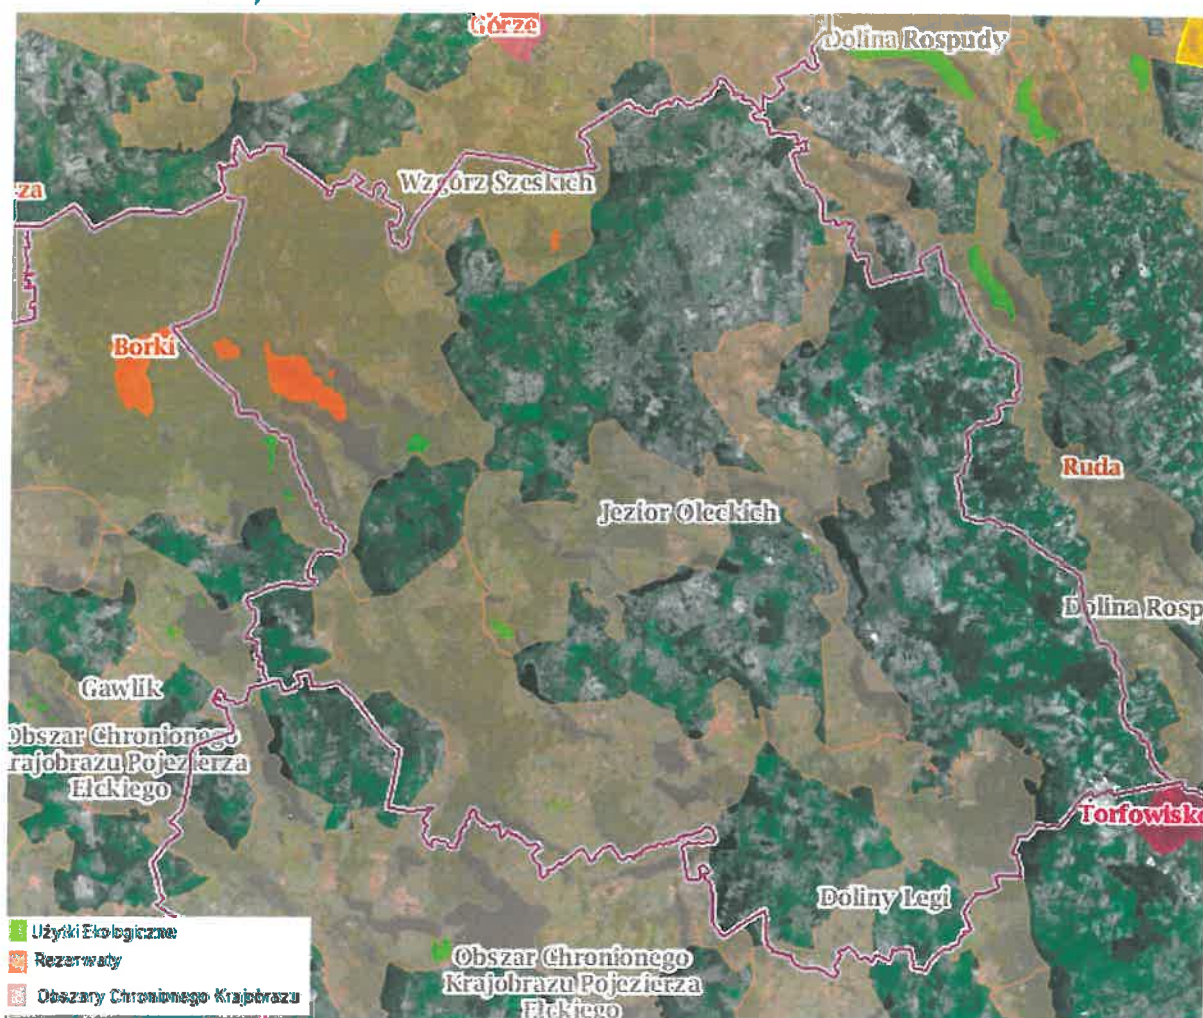 Górze
Dolina Rospudy
Wzgórz Szeskich
za
Borki
Ruda
Jezior Oleckich
Dolina Rosp
Gawlik
Obszar Chronionego
Krajobrazu Pojezierza
Ełckiego
Torfowisko
Doliny Legi
Użytki Ekologiczne
Rezerwaty
Obszary Chronionego Krajobrazu
Obszar Chronionego
Krajobrazu Pojezierza
Ełckiego